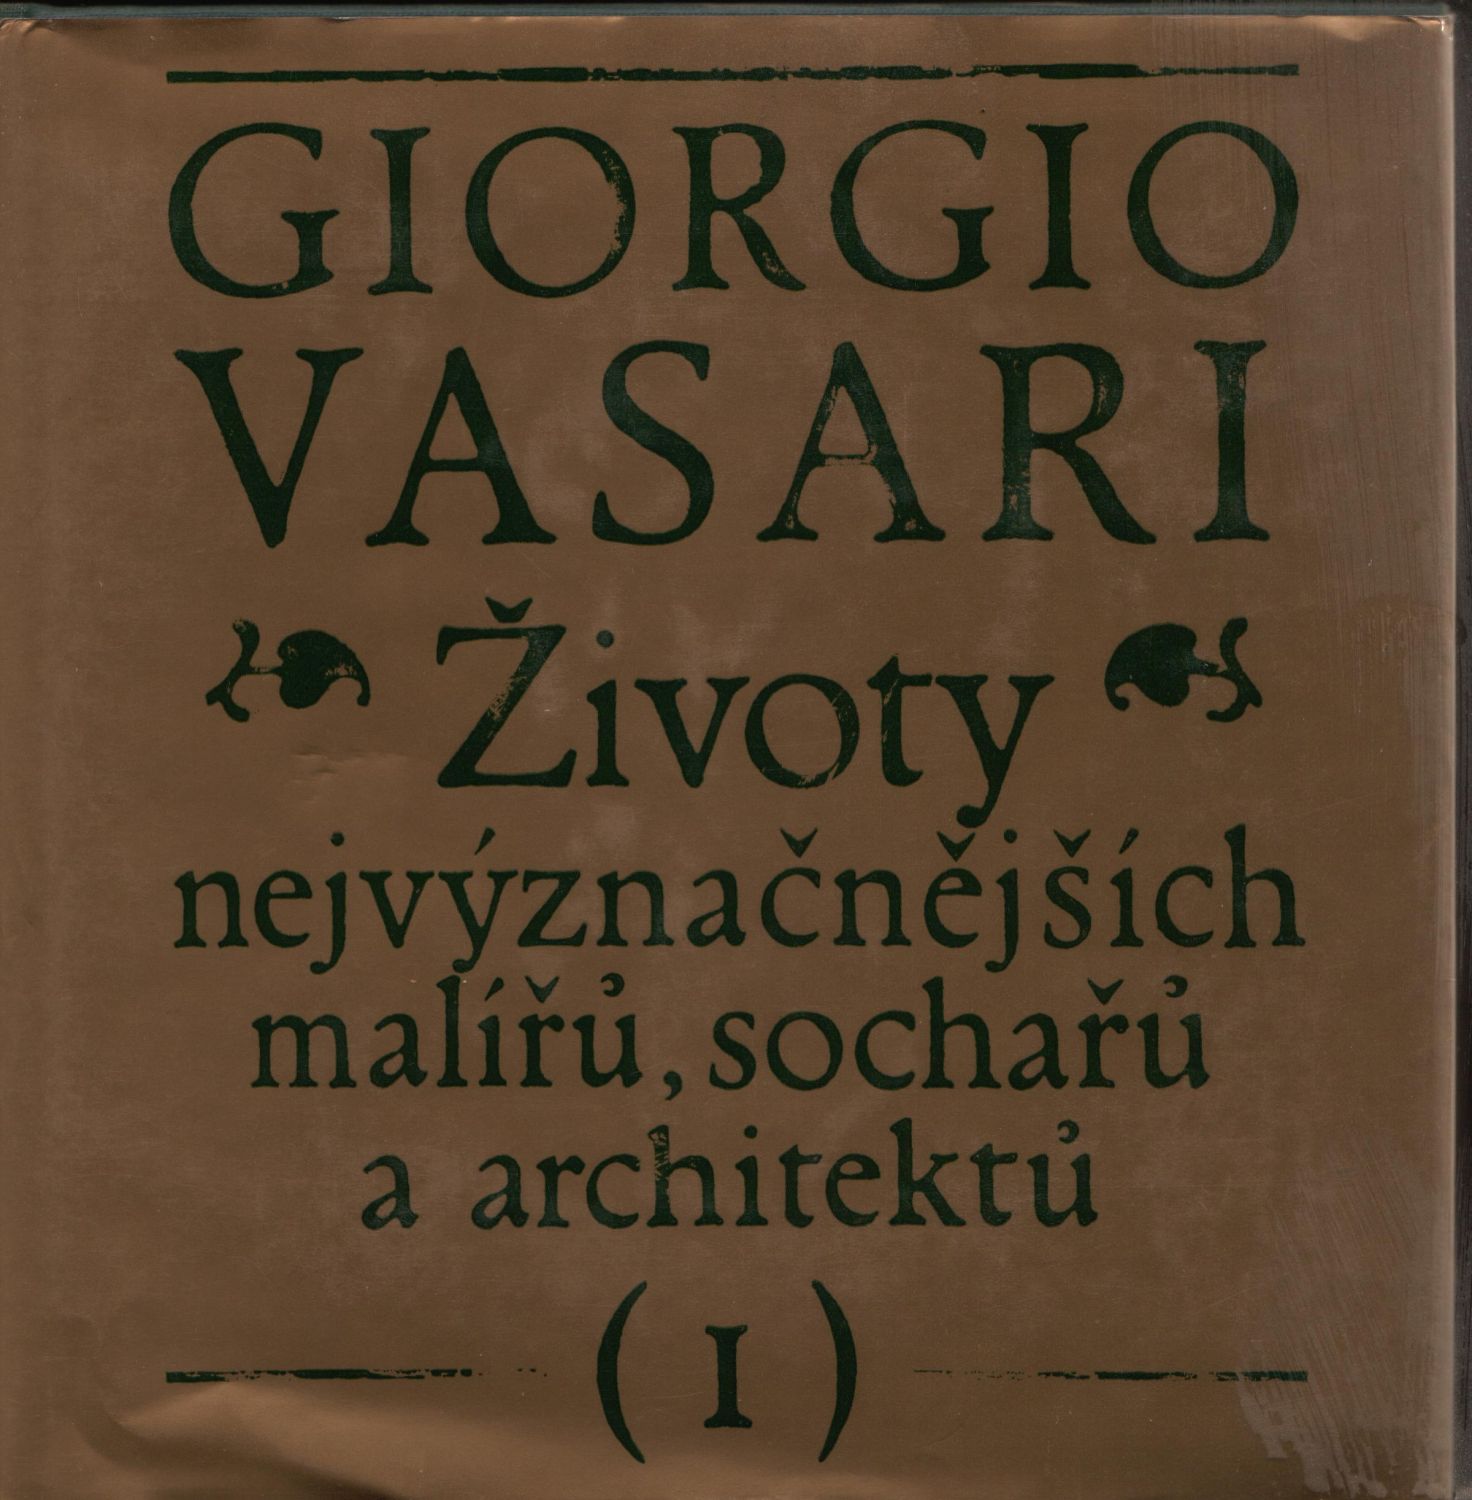 GIORGIO
VASARI
Životy
nejvýznačnějších
malířů, sochařů
a architektů
(I)